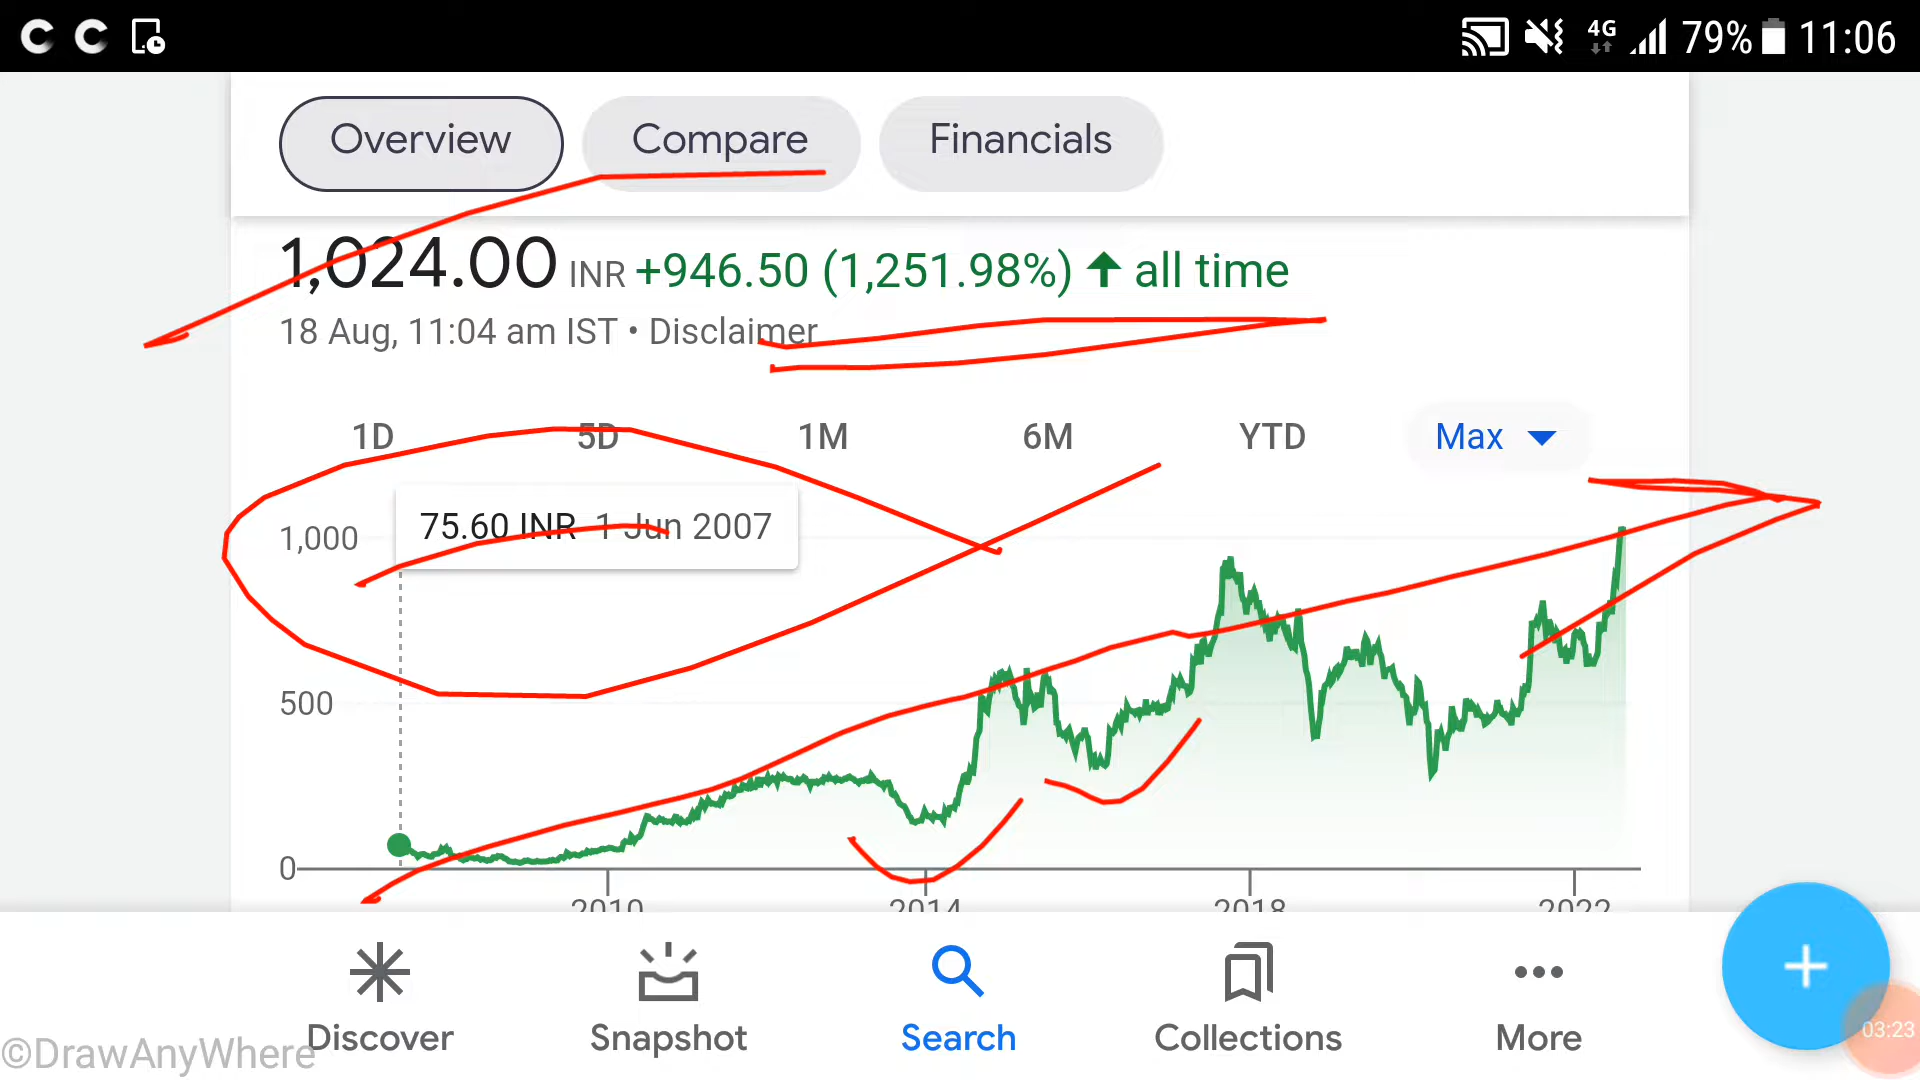 4G 79% 11:06
Overview Compare Financials
1,024.00 INR +946.50 (1,251.98%) ↑ all time
18 Aug, 11:04 am IST • Disclaimer
1D 5D 1M 6M YTD Max
75.60 INR 1 Jun 2007
1,000
500
0
2010 2014 2018 2022
Discover Snapshot Search Collections More
03:23
©DrawAnyWhere